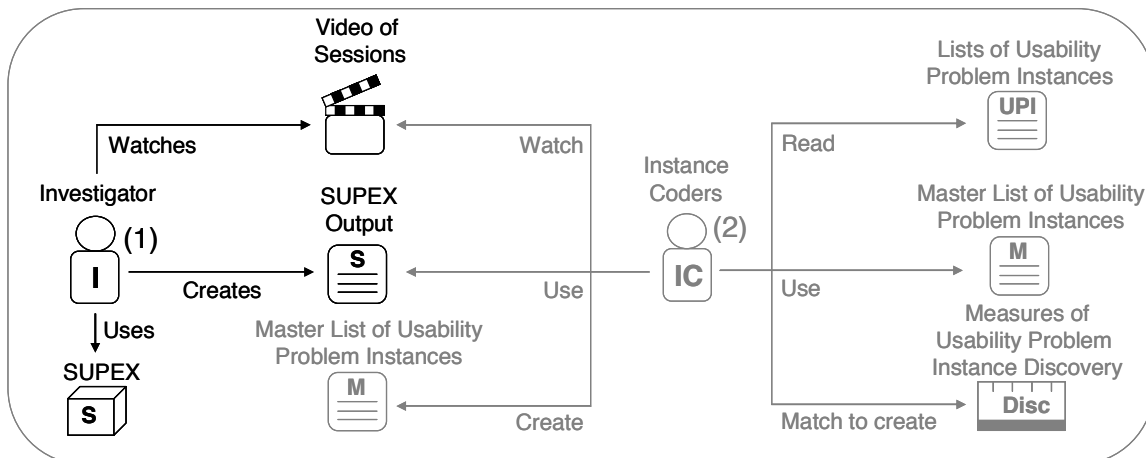 Video of
Sessions
Watches
Investigator
(1)
I
Creates
Uses
SUPEX
S
SUPEX
Output
S
Master List of Usability
Problem Instances
M
Watch
Use
Create
Instance
Coders
(2)
IC
Read
Use
Match to create
Lists of Usability
Problem Instances
UPI
Master List of Usability
Problem Instances
M
Measures of
Usability Problem
Instance Discovery
Disc